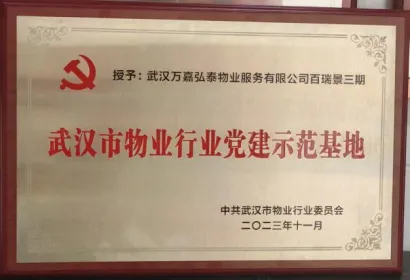 授予：武汉万嘉弘泰物业服务有限公司百瑞景三期
武汉市物业行业党建示范基地
中共武汉市物业行业委员会
二〇二三年十一月